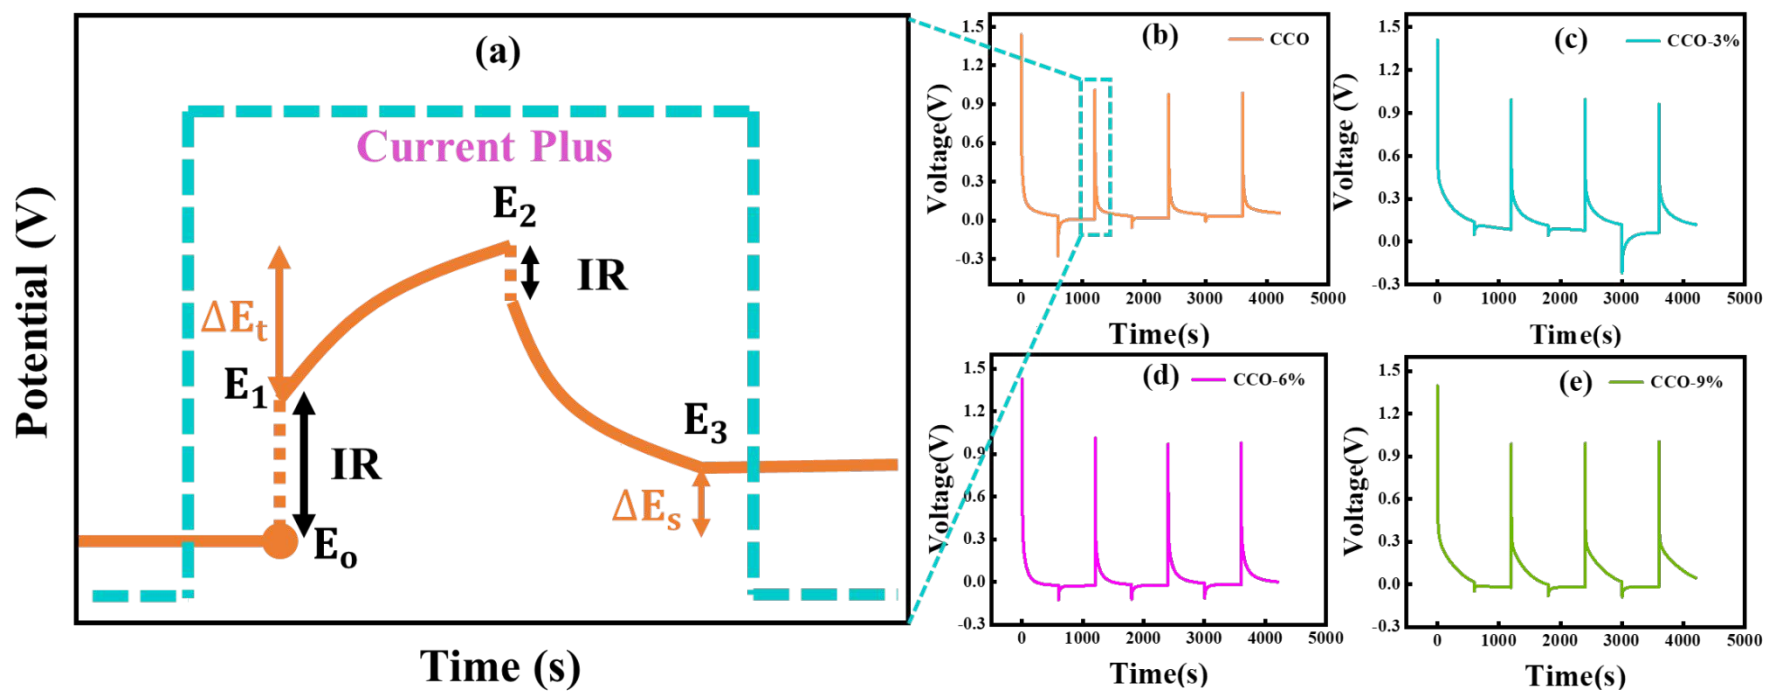 (a)
Current Plus
E2
IR
ΔEt
E1
E3
IR
ΔEs
Eo
Potential (V)
Time (s)
(b)
CCO
1.5
1.2
0.9
0.6
0.3
0.0
-0.3
Voltage(V)
0 1000 2000 3000 4000 5000
Time(s)
(c)
CCO-3%
1.5
1.2
0.9
0.6
0.3
0.0
-0.3
Voltage (V)
0 1000 2000 3000 4000 5000
Time(s)
(d)
CCO-6%
1.5
1.2
0.9
0.6
0.3
0.0
-0.3
Voltage(V)
0 1000 2000 3000 4000 5000
Time(s)
(e)
CCO-9%
1.5
1.2
0.9
0.6
0.3
0.0
-0.3
Voltage(V)
0 1000 2000 3000 4000 5000
Time(s)